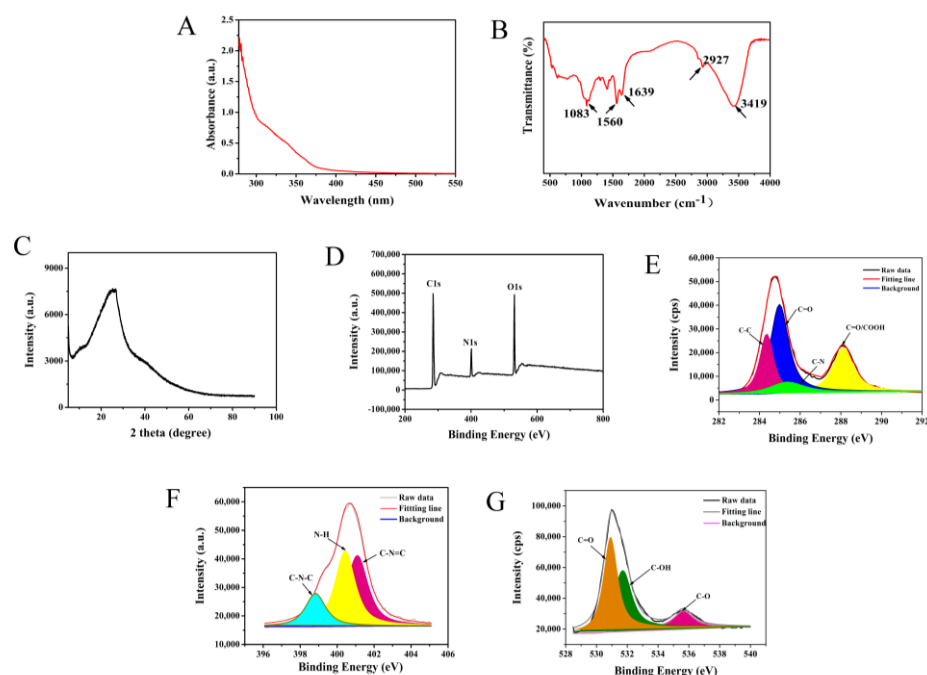 A
2.5
2.0
1.5
1.0
0.5
0.0
300 350 400 450 500 550
Absorbance (a.u.)
Wavelength (nm)
B
1083
1560
1639
2927
3419
500 1000 1500 2000 2500 3000 3500 4000
Transmittance (%)
Wavenumber (cm-1)
C
9000
6000
3000
0
20 40 60 80 100
Intensity (a.u.)
2 theta (degree)
D
700,000
600,000
500,000
400,000
300,000
200,000
100,000
0
-100,000
C1s
N1s
O1s
200 300 400 500 600 700 800
Intensity (a.u.)
Binding Energy (eV)
E
60,000
50,000
40,000
30,000
20,000
10,000
0
Raw data
Fitting line
Background
C-C
C=O
C-N
C=O/COOH
282 284 286 288 290 292
Intensity (cps)
Binding Energy (eV)
F
60,000
50,000
40,000
30,000
20,000
10,000
Raw data
Fittting line
Background
N-H
C-N=C
C-N-C
396 398 400 402 404 406
Intensity (a.u.)
Binding Energy (eV)
G
100,000
80,000
60,000
40,000
20,000
Raw data
Fitting line
Background
C=O
C-OH
C-O
528 530 532 534 536 538 540
Intensity (cps)
Binding Energy (eV)